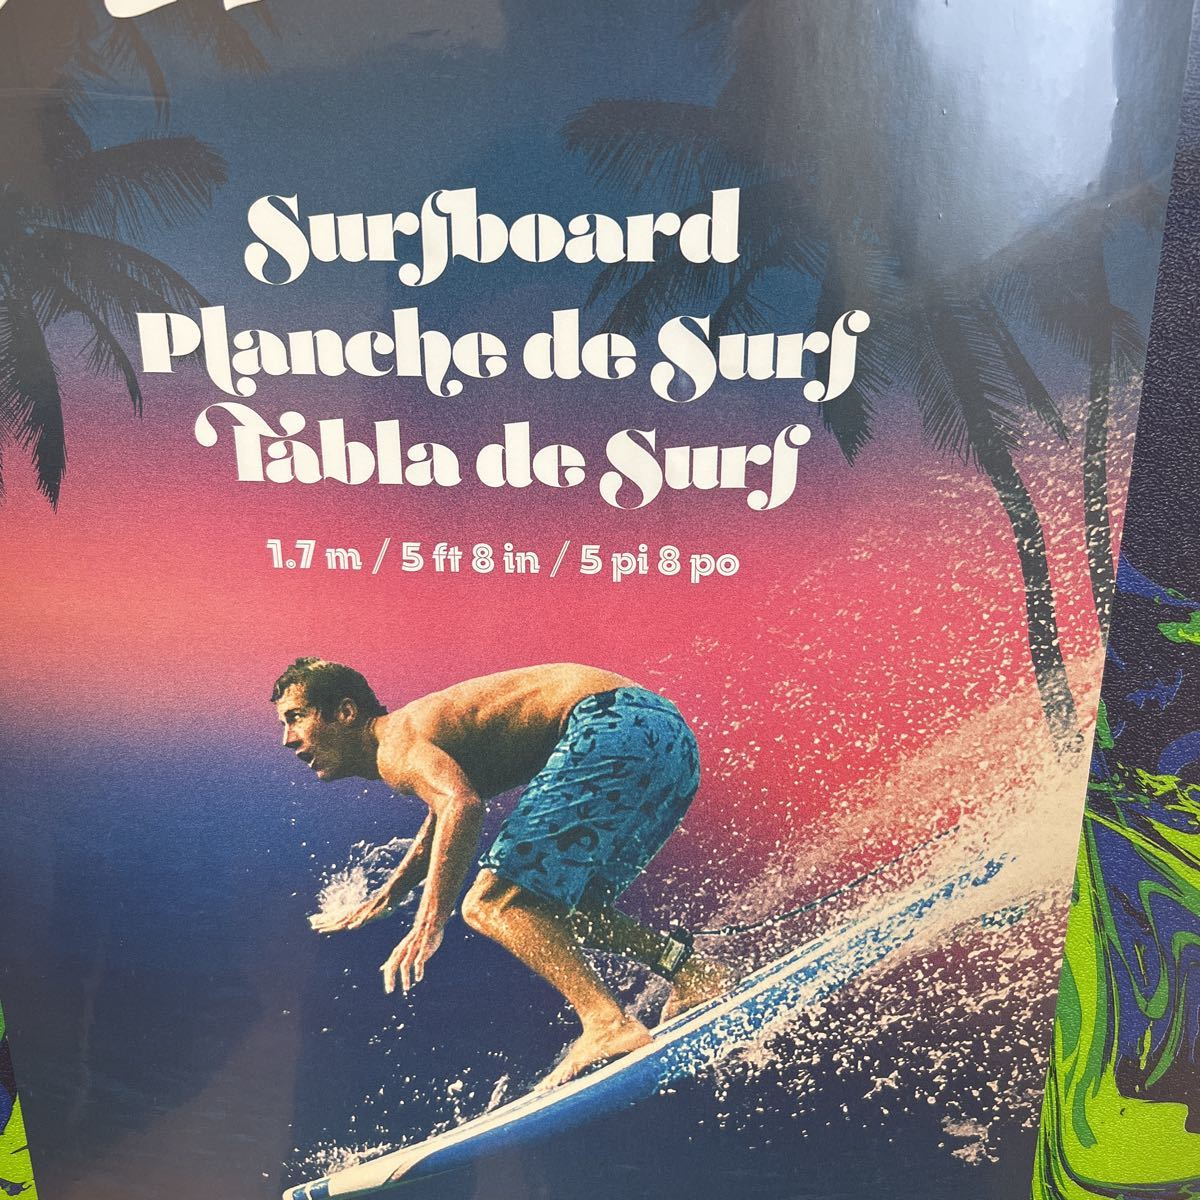 Surfboard
Planche de Surf
Tabla de Surf
1.7 m / 5 ft 8 in / 5 pi 8 po